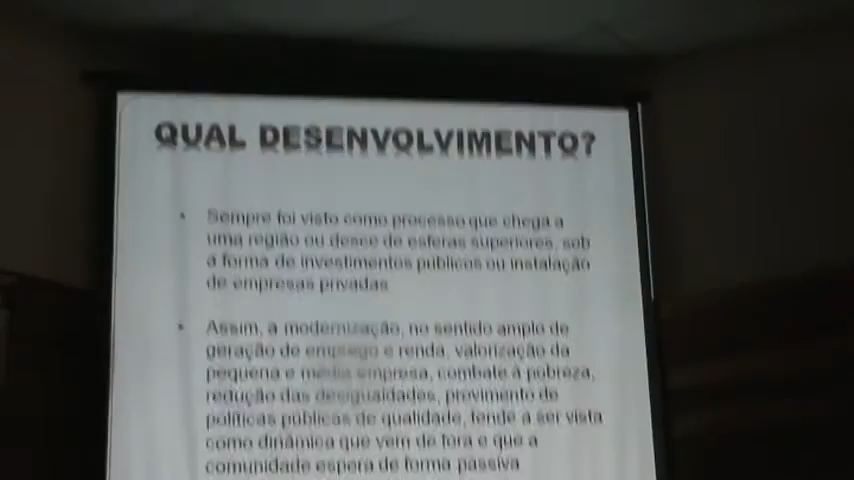 QUAL DESENVOLVIMENTO?
• Sempre foi visto como processo que chega a
uma região ou desce de esferas superiores, sob
a forma de investimentos públicos ou instalação
de empresas privadas
• Assim, a modernização, no sentido amplo de
geração de emprego e renda, valorização da
pequena e média empresa, combate à pobreza,
redução das desigualdades, provimento de
políticas públicas de qualidade, tende a ser vista
como dinâmica que vem de fora e que a
comunidade espera de forma passiva